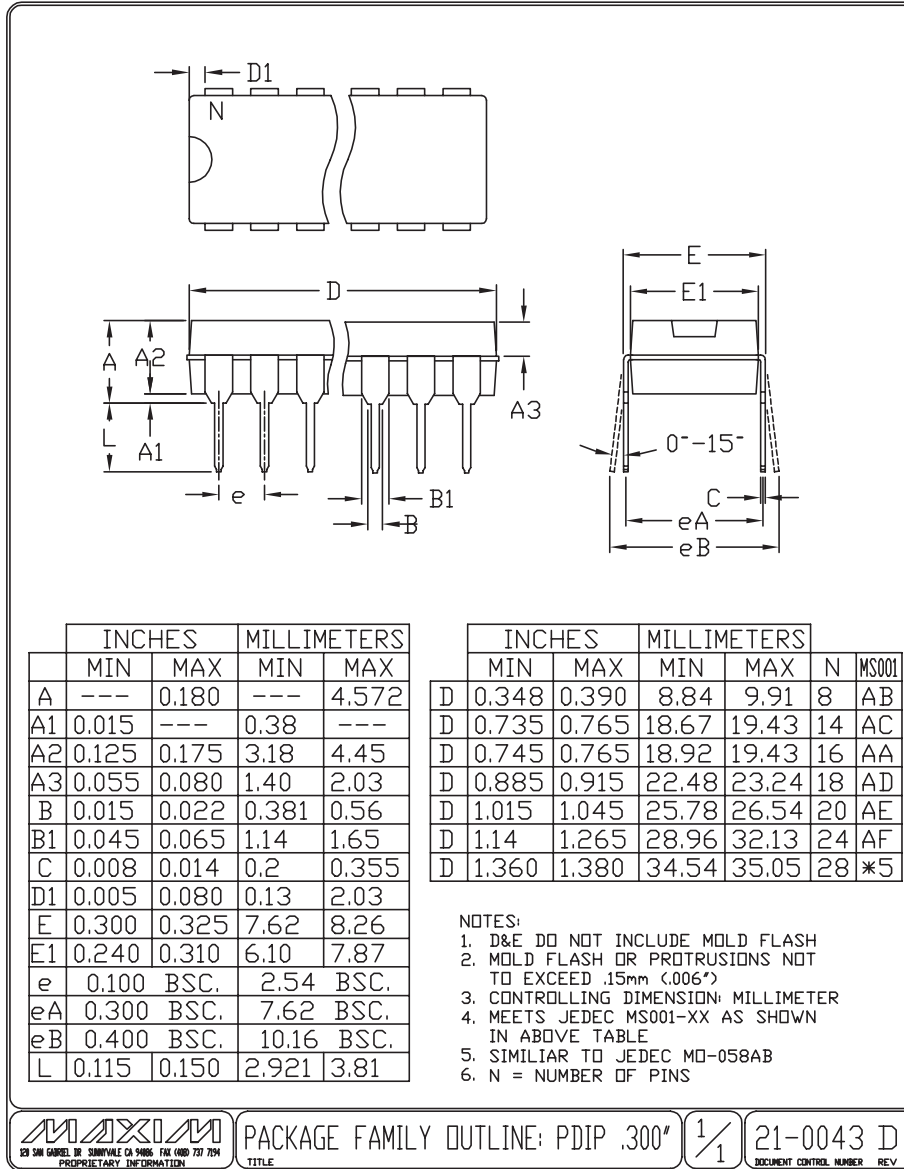 D1
N
D
E
E1
A
A2
A3
L
A1
0°-15°
e
B1
B
C
eA
eB
INCHES MILLIMETERS
MIN MAX MIN MAX
A --- 0.180 --- 4.572
A1 0.015 --- 0.38 ---
A2 0.125 0.175 3.18 4.45
A3 0.055 0.080 1.40 2.03
B 0.015 0.022 0.381 0.56
B1 0.045 0.065 1.14 1.65
C 0.008 0.014 0.2 0.355
D1 0.005 0.080 0.13 2.03
E 0.300 0.325 7.62 8.26
E1 0.240 0.310 6.10 7.87
e 0.100 BSC. 2.54 BSC.
eA 0.300 BSC. 7.62 BSC.
eB 0.400 BSC. 10.16 BSC.
L 0.115 0.150 2.921 3.81
INCHES MILLIMETERS
MIN MAX MIN MAX N MS001
D 0.348 0.390 8.84 9.91 8 AB
D 0.735 0.765 18.67 19.43 14 AC
D 0.745 0.765 18.92 19.43 16 AA
D 0.885 0.915 22.48 23.24 18 AD
D 1.015 1.045 25.78 26.54 20 AE
D 1.14 1.265 28.96 32.13 24 AF
D 1.360 1.380 34.54 35.05 28 *5
NOTES:
1. D&E DO NOT INCLUDE MOLD FLASH
2. MOLD FLASH OR PROTRUSIONS NOT
TO EXCEED .15mm (.006")
3. CONTROLLING DIMENSION: MILLIMETER
4. MEETS JEDEC MS001-XX AS SHOWN
IN ABOVE TABLE
5. SIMILIAR TO JEDEC MO-058AB
6. N = NUMBER OF PINS
MAXIM
120 SAN GABRIEL DR SUNNYVALE CA 94086 FAX (408) 737 7194
PROPRIETARY INFORMATION
PACKAGE FAMILY OUTLINE: PDIP .300"
TITLE
1/1
21-0043 D
DOCUMENT CONTROL NUMBER REV